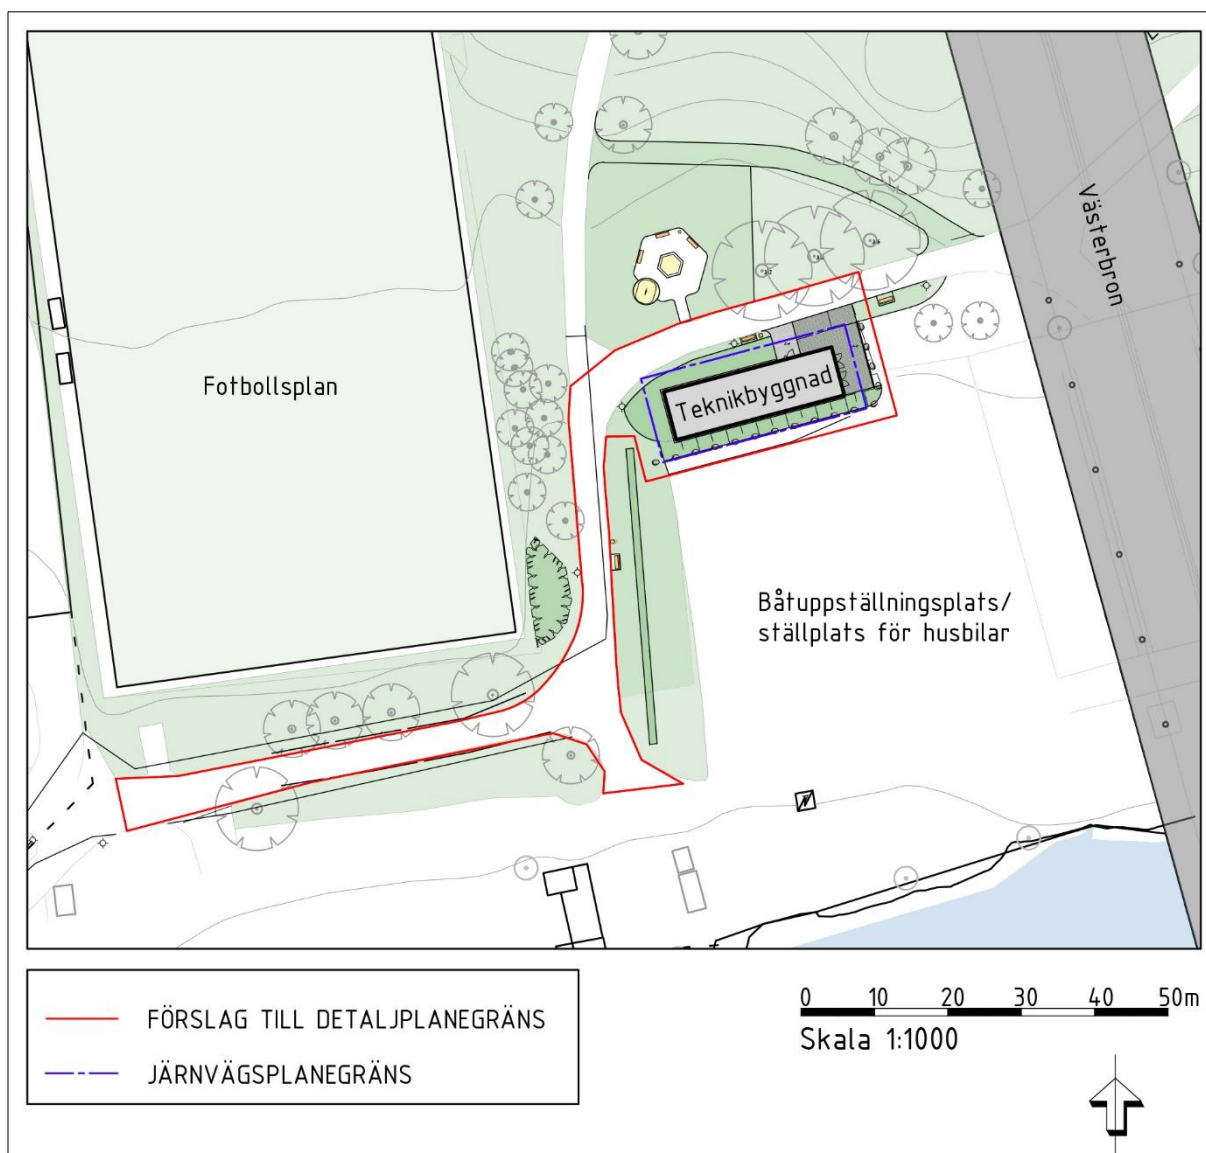 Västerbron
Fotbollsplan
Teknikbyggnad
Båtuppställningsplats/
ställplats för husbilar
FÖRSLAG TILL DETALJPLANEGRÄNS
JÄRNVÄGSPLANEGRÄNS
0 10 20 30 40 50m
Skala 1:1000